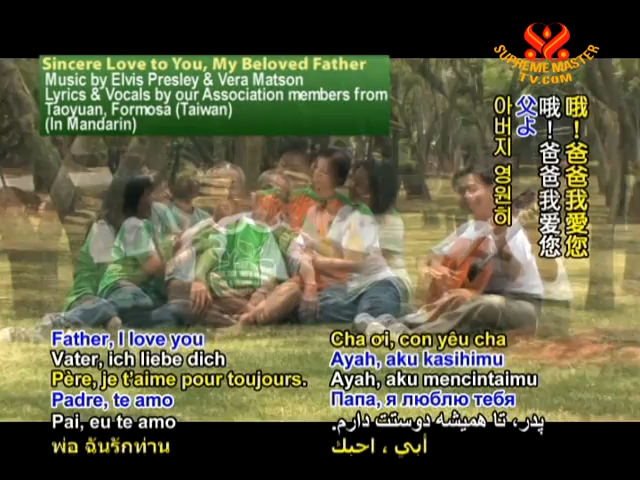 Sincere Love to You, My Beloved Father
Music by Elvis Presley & Vera Matson
Lyrics & Vocals by our Association members from
Taoyuan, Formosa (Taiwan)
(In Mandarin)
SUPREME MASTER
TV.COM
哦！爸爸我愛您
哦！爸爸我愛您
父よ
아버지 영원히
Father, I love you
Vater, ich liebe dich
Père, je t'aime pour toujours.
Padre, te amo
Pai, eu te amo
พ่อ ฉันรักท่าน
Cha ơi, con yêu cha
Ayah, aku kasihimu
Ayah, aku mencintaimu
Папа, я люблю тебя
پدر، تا همیشه دوستت دارم.
أبي ، احبك